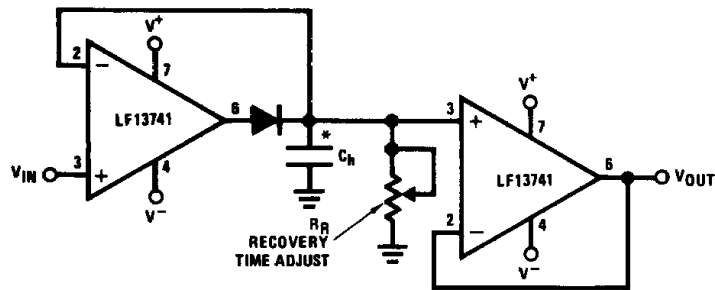 V+
2
−
7
LF13741
6
VIN
3
+
4
V−
*
Ch
RR
RECOVERY
TIME ADJUST
V+
3
+
7
LF13741
6
VOUT
2
−
4
V−